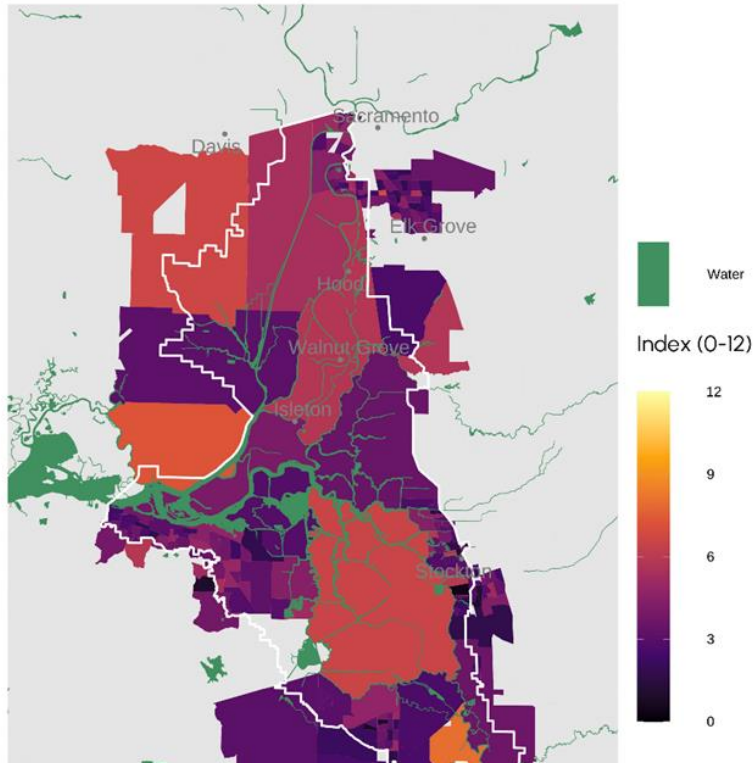 Sacramento
Davis
Elk Grove
Hood
Walnut Grove
Isleton
Stockton
Water
Index (0-12)
12
9
6
3
0